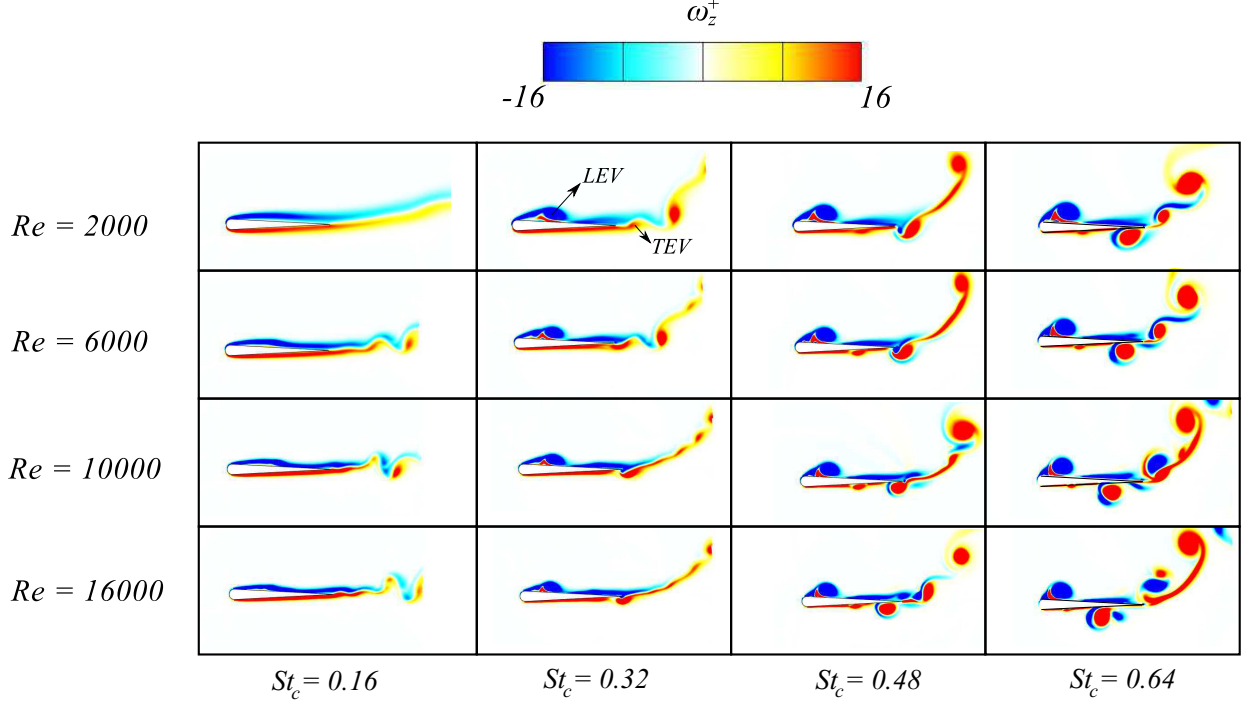 ω_z^+
-16 16
LEV
TEV
Re = 2000
Re = 6000
Re = 10000
Re = 16000
St_c = 0.16 St_c = 0.32 St_c = 0.48 St_c = 0.64